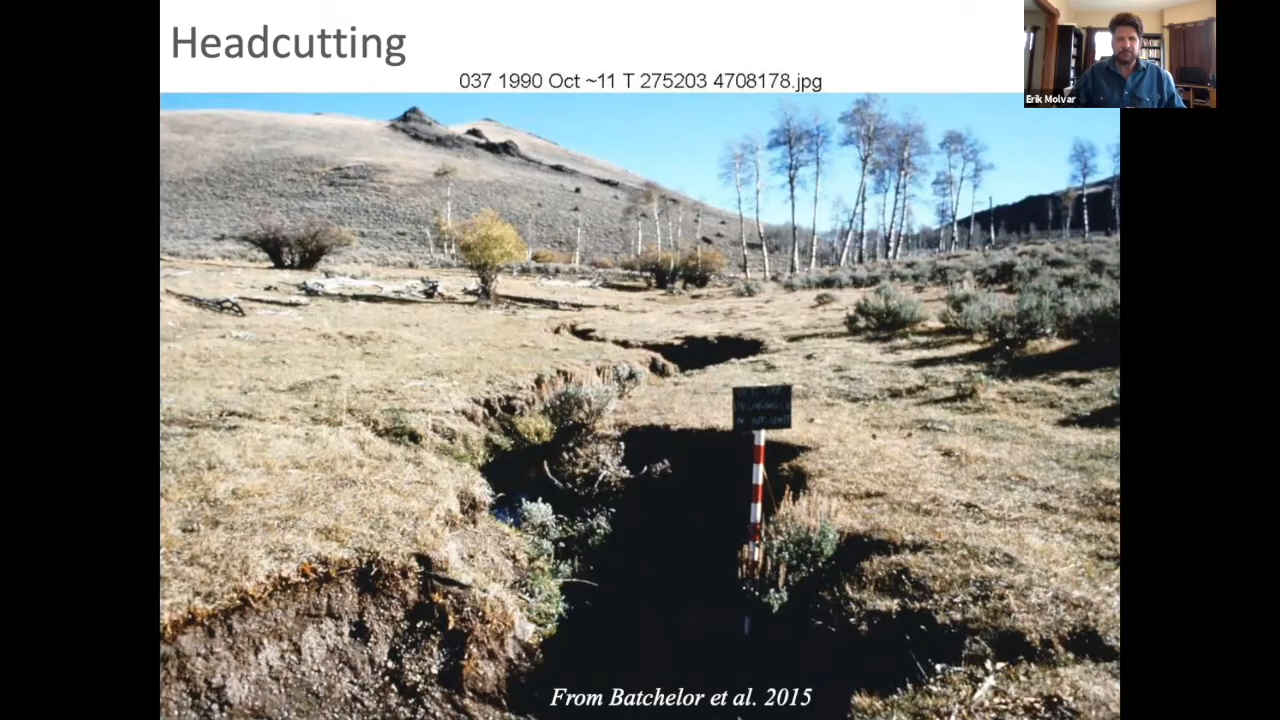 Headcutting
037 1990 Oct ~11 T 275203 4708178.jpg
Erik Molvar
From Batchelor et al. 2015